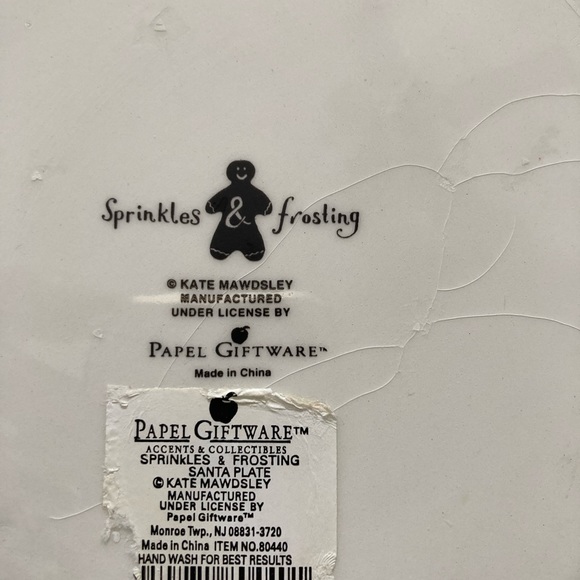 Sprinkles & frosting
© KATE MAWDSLEY
MANUFACTURED
UNDER LICENSE BY
PAPEL GIFTWARE™
Made in China
PAPEL GIFTWARE™
ACCENTS & COLLECTIBLES
SPRINKLES & FROSTING
SANTA PLATE
© KATE MAWDSLEY
MANUFACTURED
UNDER LICENSE BY
Papel Giftware™
Monroe Twp., NJ 08831-3720
Made in China ITEM NO.80440
HAND WASH FOR BEST RESULTS